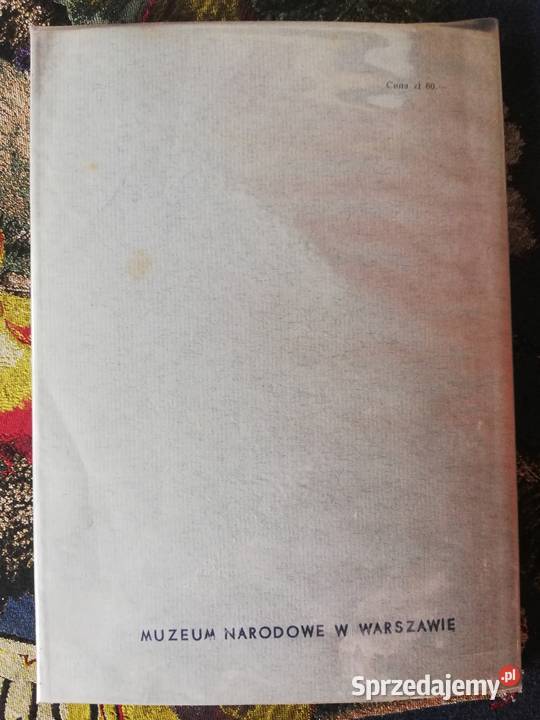 Cena zł 60.—
MUZEUM NARODOWE W WARSZAWIE
Sprzedajemy.pl